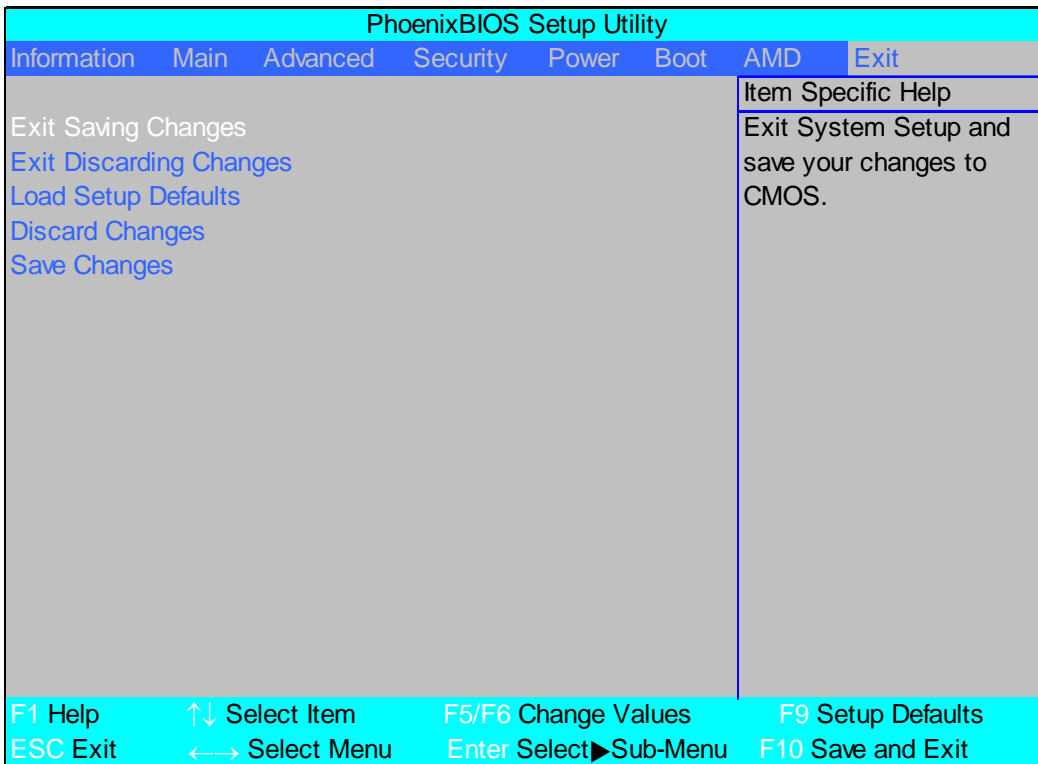 PhoenixBIOS Setup Utility
Information Main Advanced Security Power Boot AMD Exit
Item Specific Help
Exit Saving Changes
Exit Discarding Changes
Load Setup Defaults
Discard Changes
Save Changes
Exit System Setup and
save your changes to
CMOS.
F1 Help ↑↓ Select Item F5/F6 Change Values F9 Setup Defaults
ESC Exit ←→ Select Menu Enter Select▶Sub-Menu F10 Save and Exit